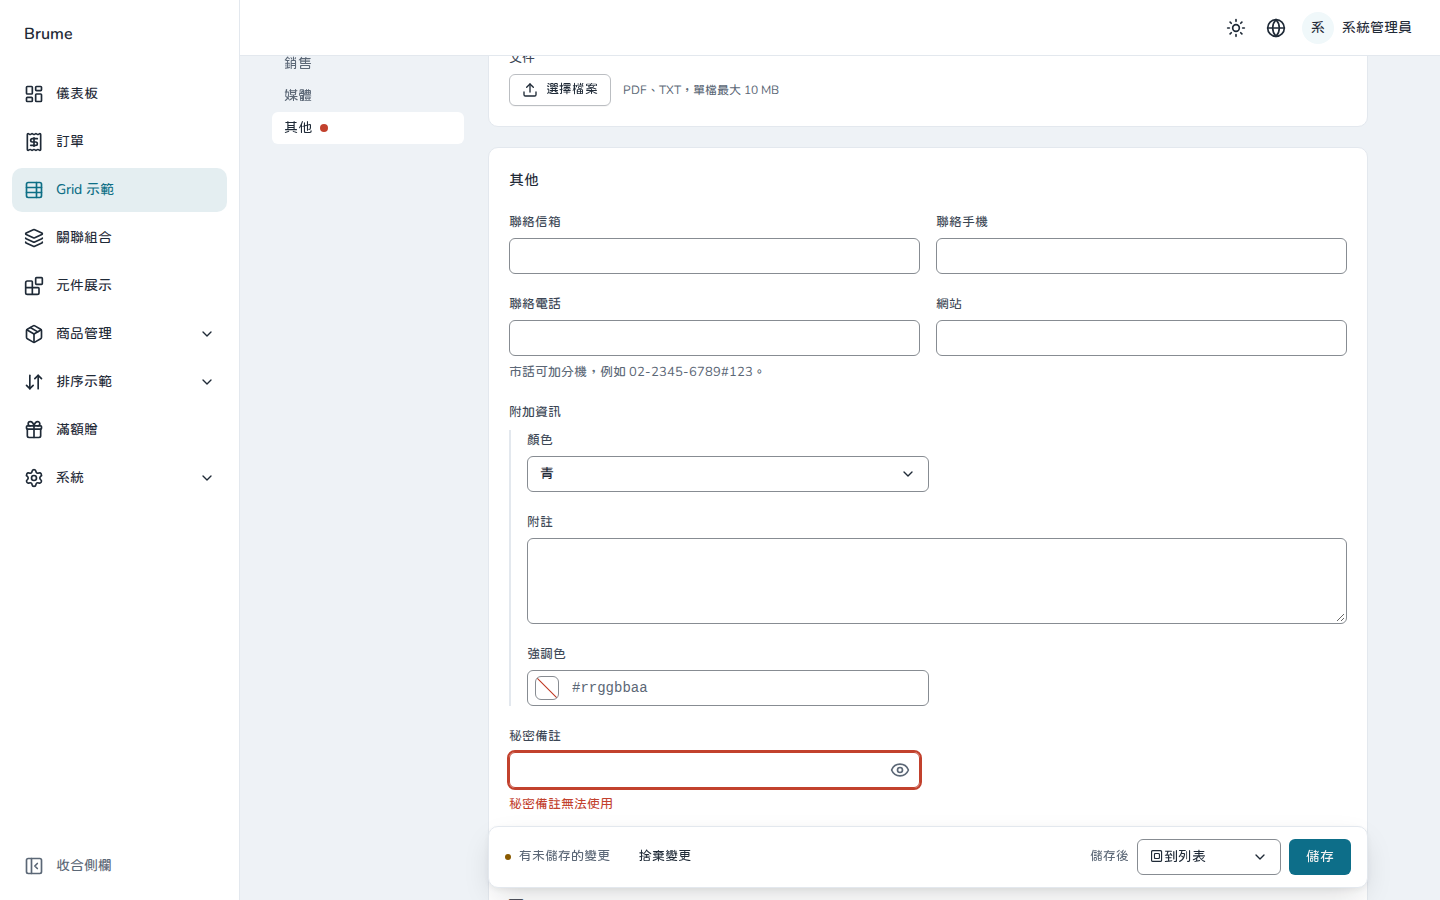 Brume
系
系統管理員
儀表板
訂單
Grid 示範
關聯組合
元件展示
商品管理
排序示範
滿額贈
系統
收合側欄
銷售
媒體
其他
文件
選擇檔案
PDF、TXT，單檔最大 10 MB
其他
聯絡信箱
聯絡手機
聯絡電話
網站
市話可加分機，例如 02-2345-6789#123。
附加資訊
顏色
青
附註
強調色
#rrggbbaa
秘密備註
秘密備註無法使用
有未儲存的變更
捨棄變更
儲存後
回到列表
儲存